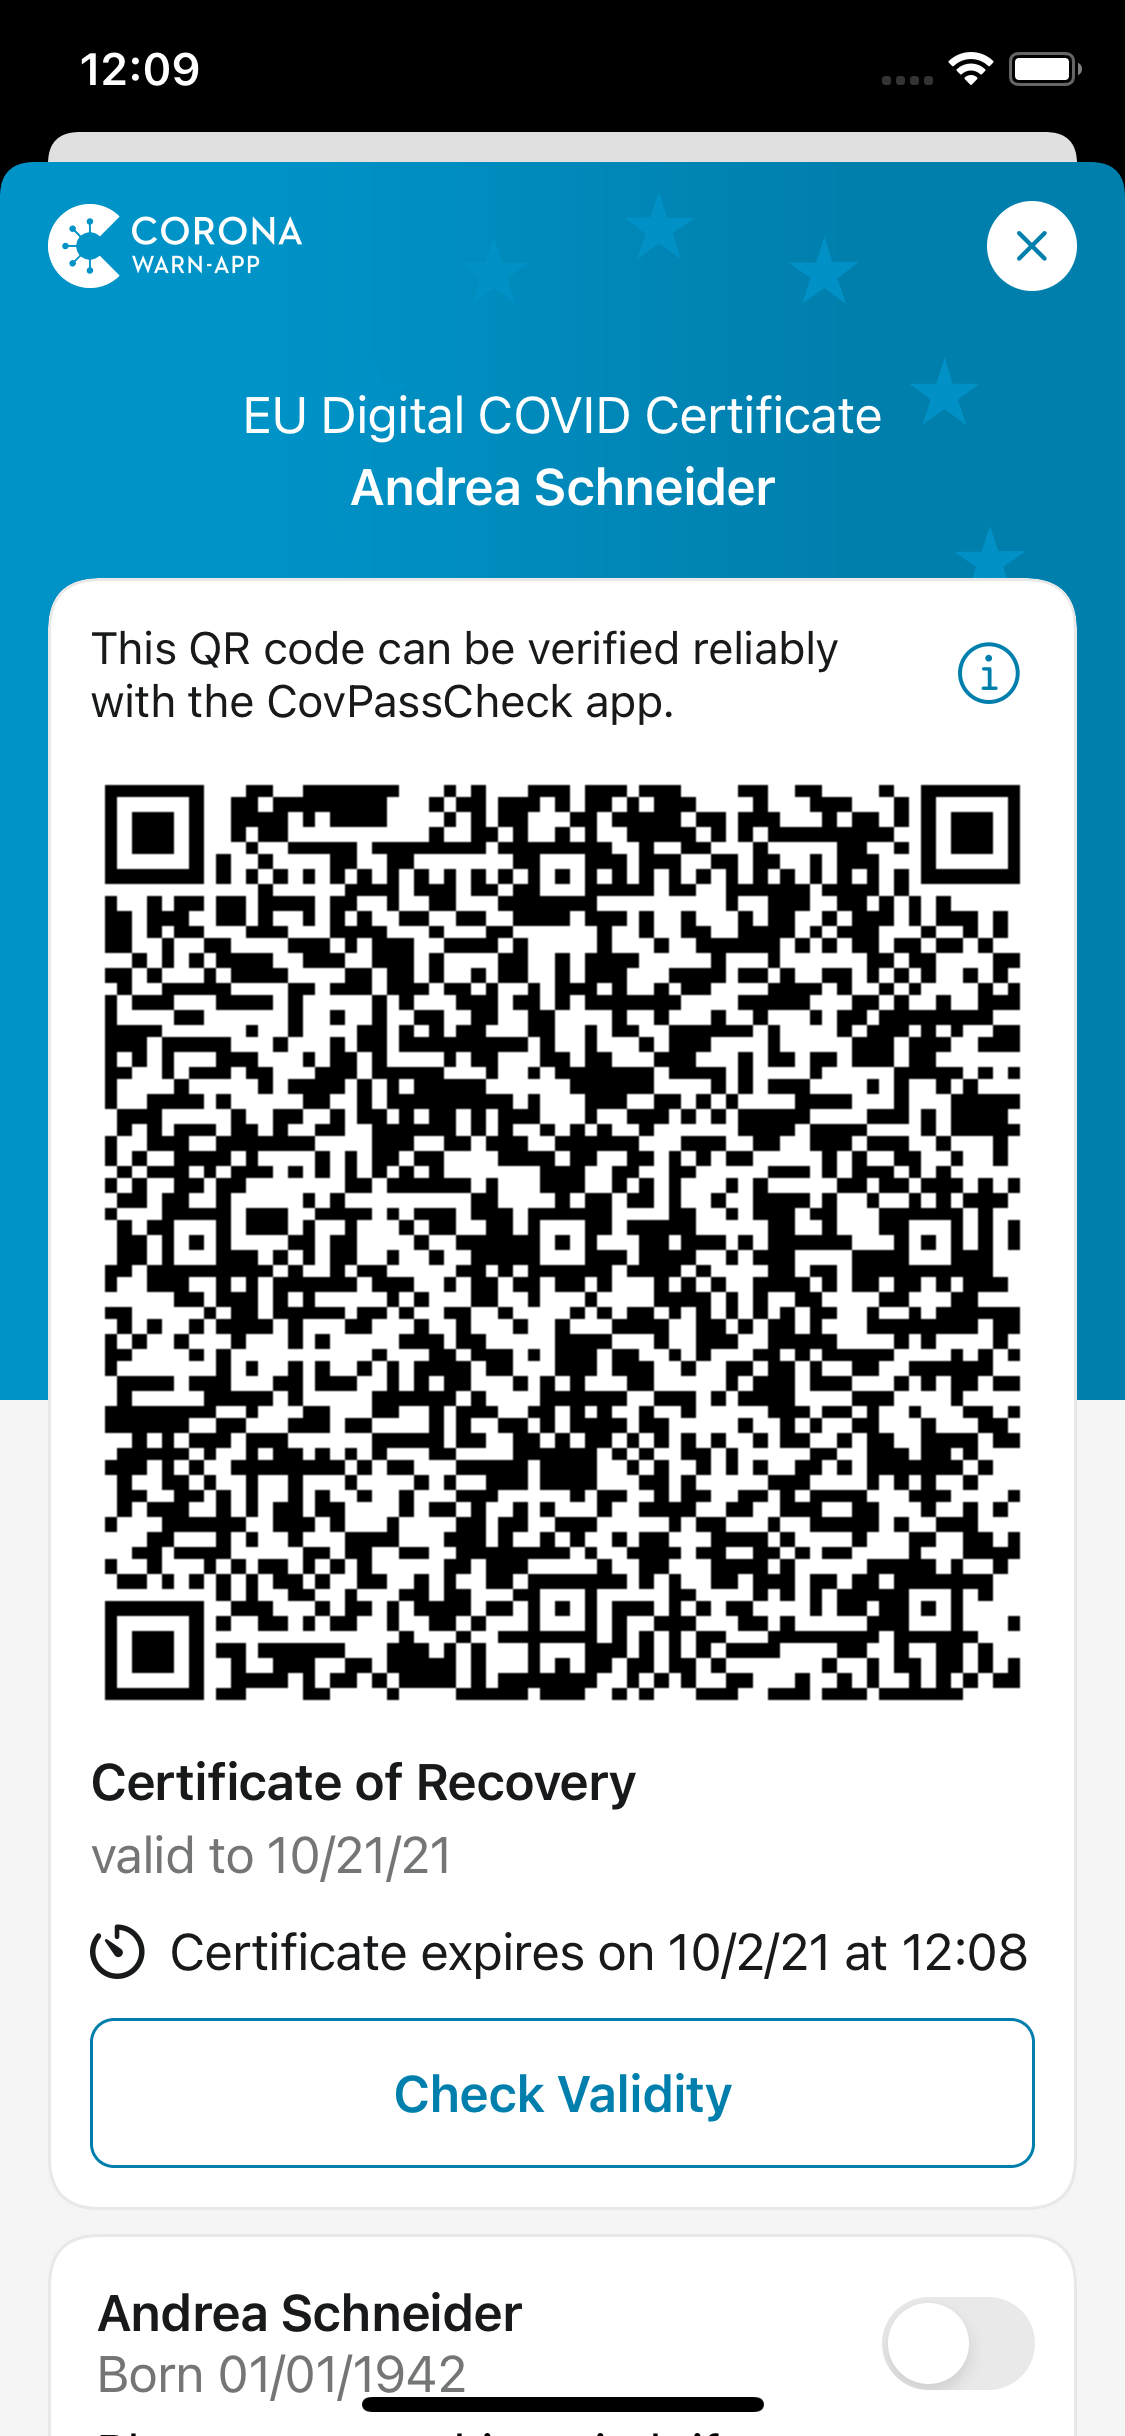 12:09
CORONA
WARN-APP
EU Digital COVID Certificate
Andrea Schneider
This QR code can be verified reliably
with the CovPassCheck app.
Certificate of Recovery
valid to 10/21/21
Certificate expires on 10/2/21 at 12:08
Check Validity
Andrea Schneider
Born 01/01/1942